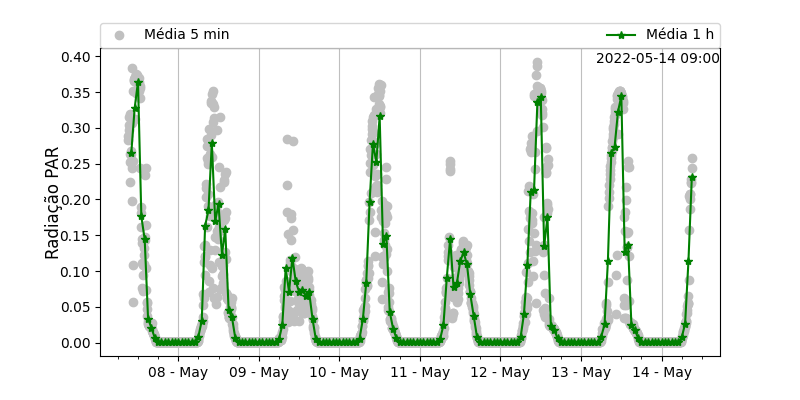 Média 5 min
Média 1 h
2022-05-14 09:00
Radiação PAR
0.40
0.35
0.30
0.25
0.20
0.15
0.10
0.05
0.00
08 - May
09 - May
10 - May
11 - May
12 - May
13 - May
14 - May